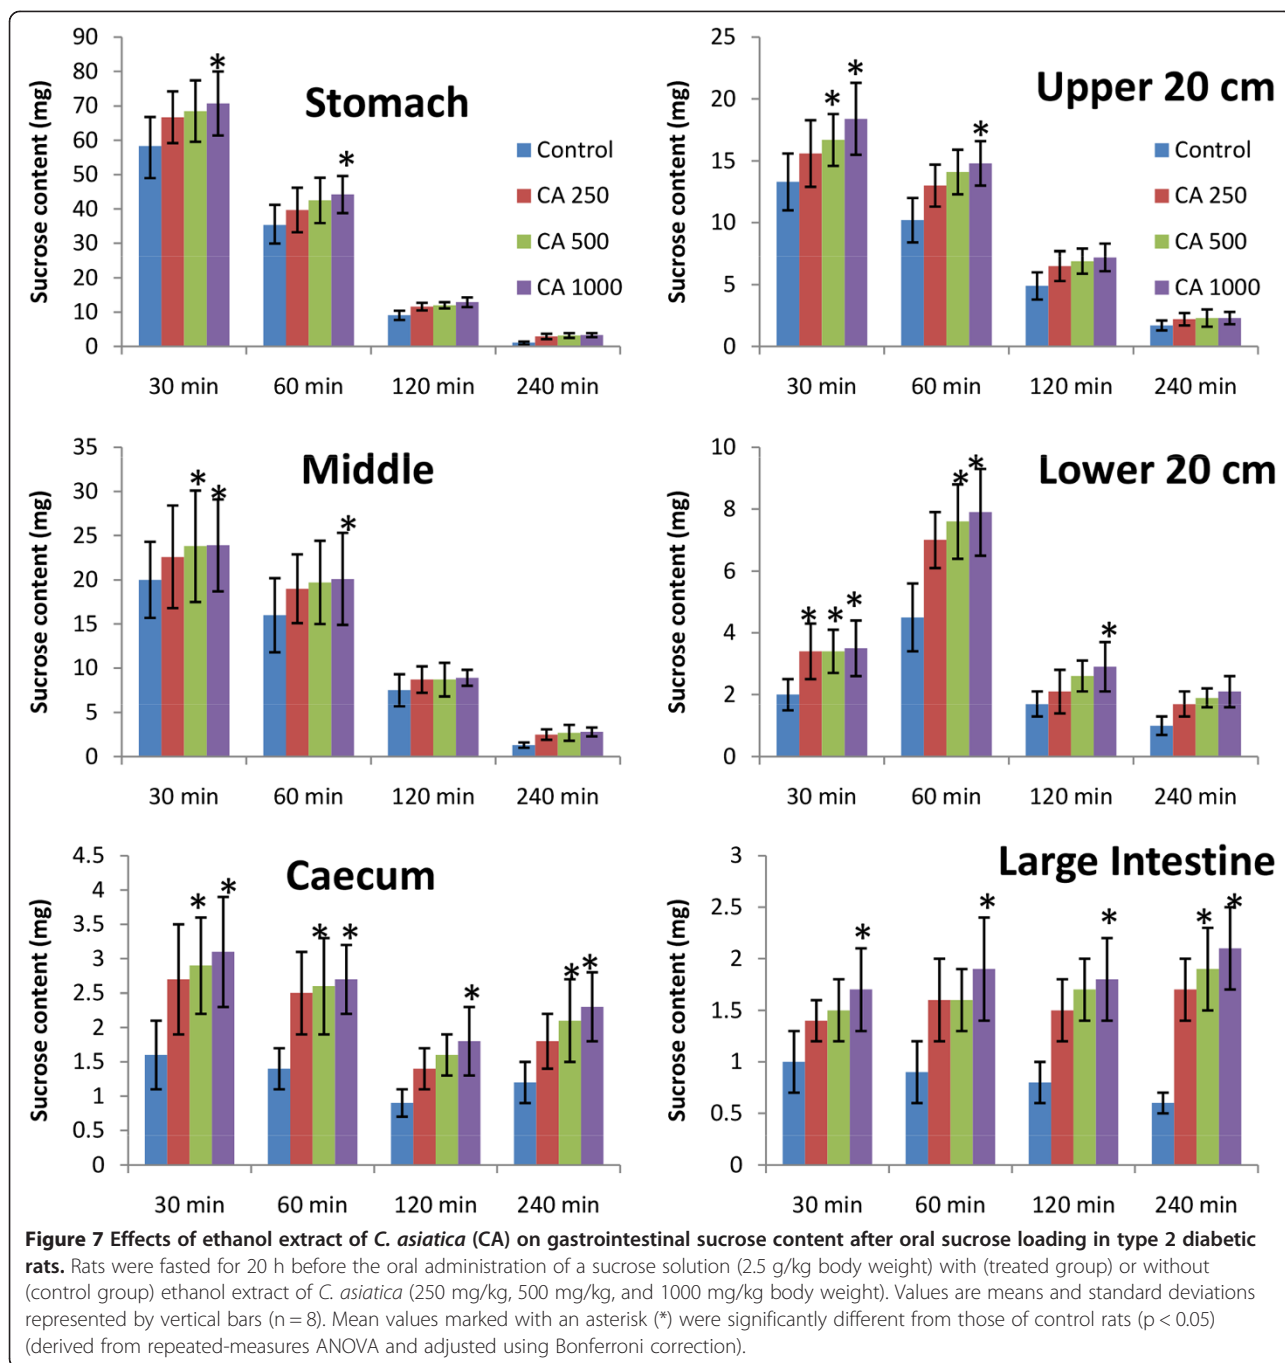 Stomach
Sucrose content (mg)
90
80
70
60
50
40
30
20
10
0
* *
Control
CA 250
CA 500
CA 1000
30 min 60 min 120 min 240 min
Upper 20 cm
Sucrose content (mg)
25
20
15
10
5
0
* * *
Control
CA 250
CA 500
CA 1000
30 min 60 min 120 min 240 min
Middle
Sucrose content (mg)
35
30
25
20
15
10
5
0
* * *
30 min 60 min 120 min 240 min
Lower 20 cm
Sucrose content (mg)
10
8
6
4
2
0
* * * * * *
30 min 60 min 120 min 240 min
Caecum
Sucrose content (mg)
4.5
4
3.5
3
2.5
2
1.5
1
0.5
0
* * * * * * *
30 min 60 min 120 min 240 min
Large Intestine
Sucrose content (mg)
3
2.5
2
1.5
1
0.5
0
* * * * *
30 min 60 min 120 min 240 min
Figure 7 Effects of ethanol extract of C. asiatica (CA) on gastrointestinal sucrose content after oral sucrose loading in type 2 diabetic
rats. Rats were fasted for 20 h before the oral administration of a sucrose solution (2.5 g/kg body weight) with (treated group) or without
(control group) ethanol extract of C. asiatica (250 mg/kg, 500 mg/kg, and 1000 mg/kg body weight). Values are means and standard deviations
represented by vertical bars (n = 8). Mean values marked with an asterisk (*) were significantly different from those of control rats (p < 0.05)
(derived from repeated-measures ANOVA and adjusted using Bonferroni correction).